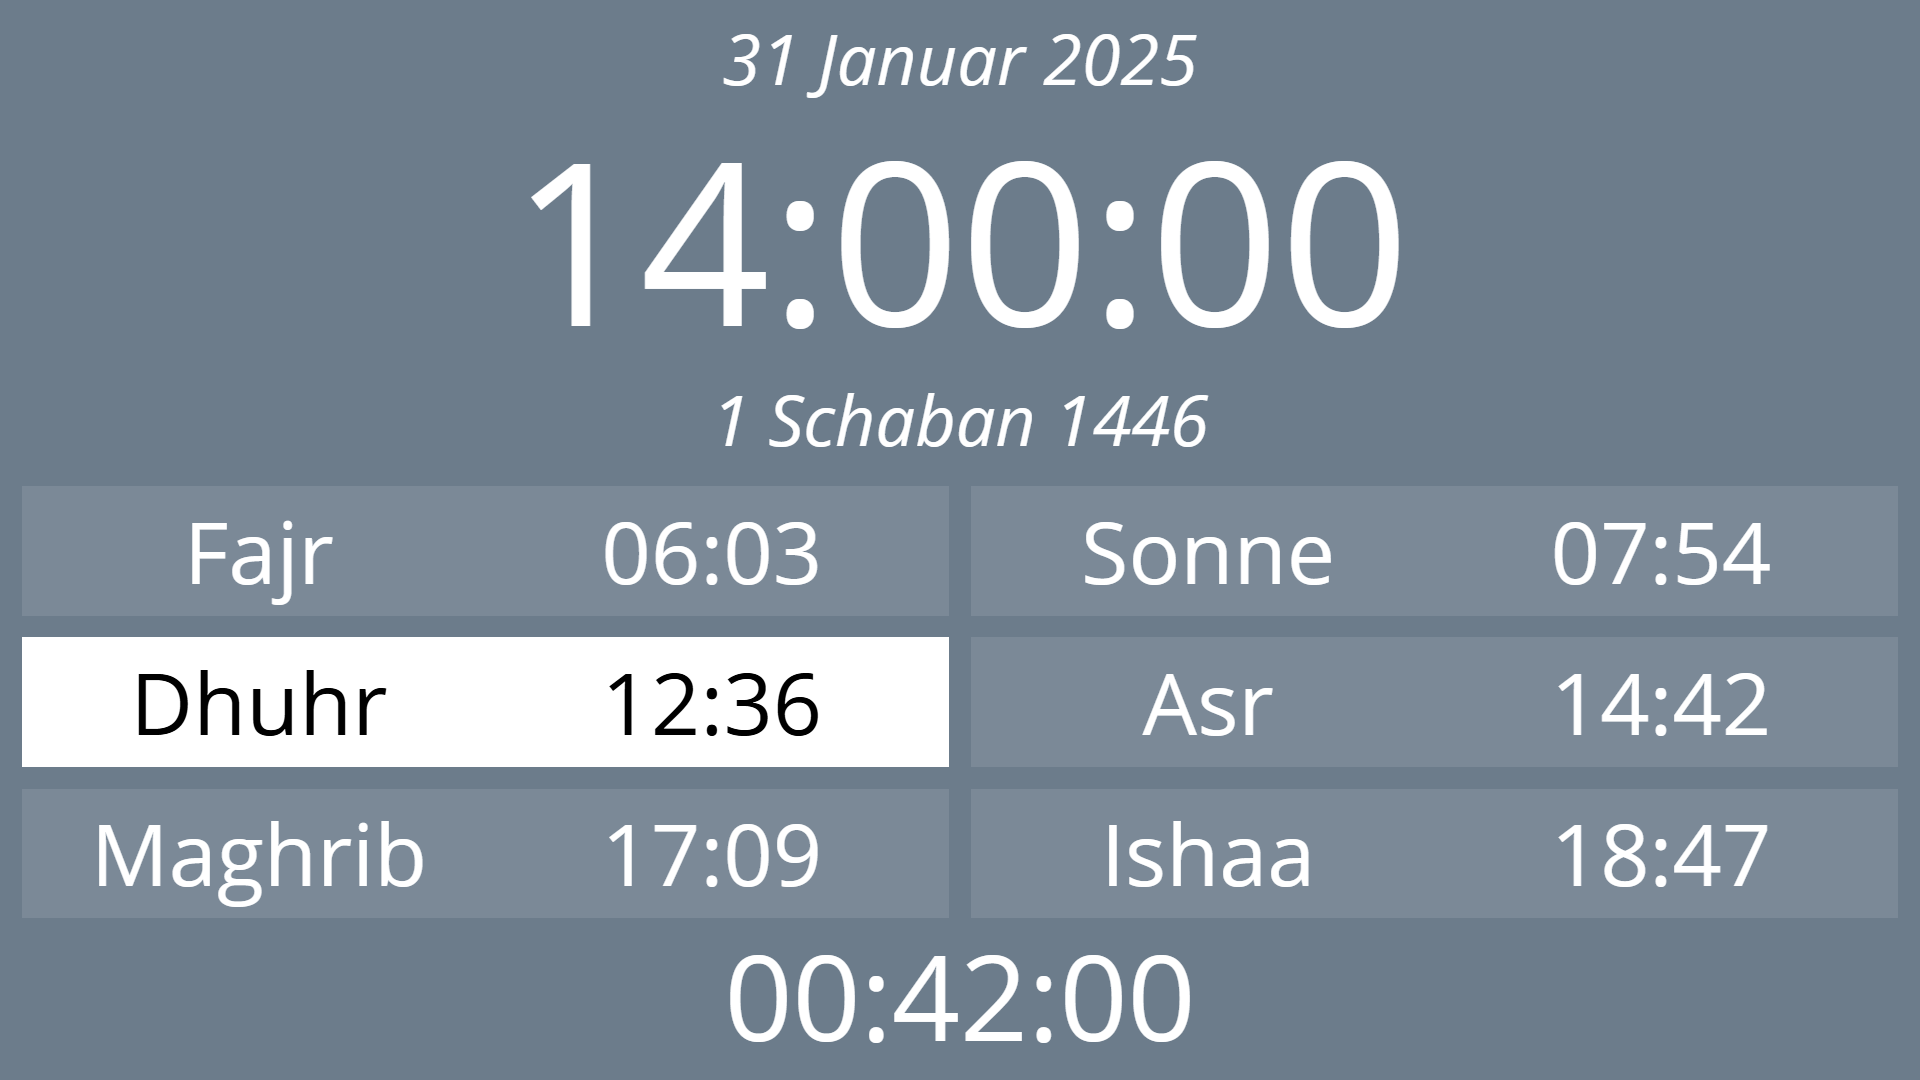 31 Januar 2025
14:00:00
1 Schaban 1446
Fajr 06:03 Sonne 07:54
Dhuhr 12:36 Asr 14:42
Maghrib 17:09 Ishaa 18:47
00:42:00